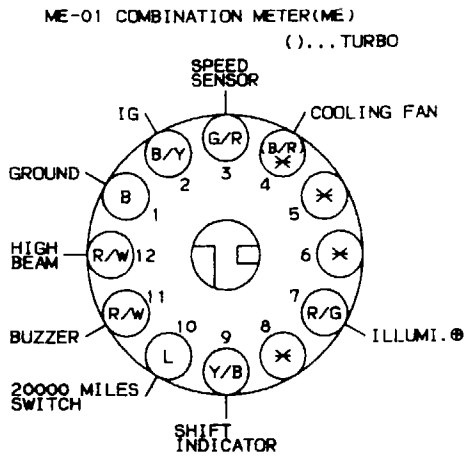 ME-01 COMBINATION METER(ME)
()...TURBO
SPEED
SENSOR
IG
COOLING FAN
G/R
B/Y
(B/R)
3
2
4
GROUND
B
1
5
HIGH
BEAM
R/W
12
6
11
7
R/W
R/G
BUZZER
10
9
8
ILLUMI.⊕
L
Y/B
20000 MILES
SWITCH
SHIFT
INDICATOR